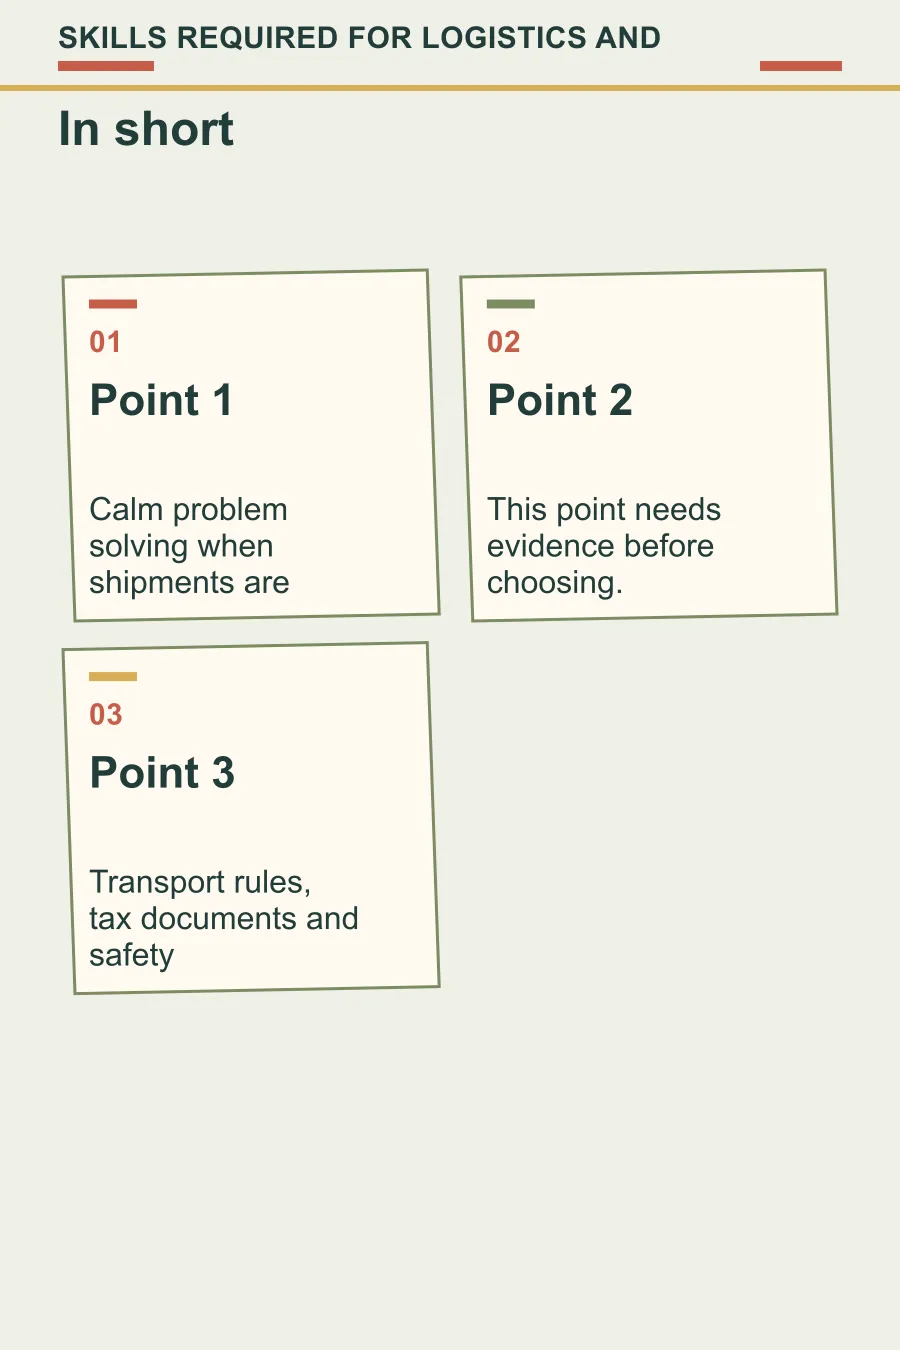 SKILLS REQUIRED FOR LOGISTICS AND
In short
01
Point 1
Calm problem
solving when
shipments are
02
Point 2
This point needs
evidence before
choosing.
03
Point 3
Transport rules,
tax documents and
safety